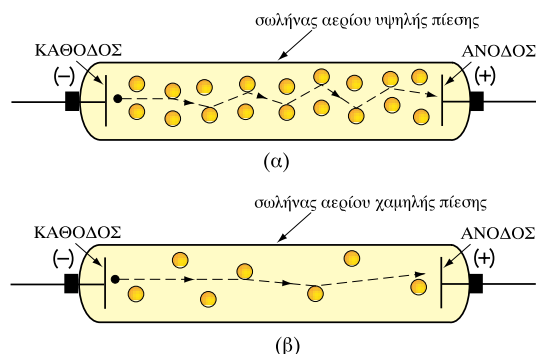 σωλήνας αερίου υψηλής πίεσης
ΚΑΘΟΔΟΣ
ΑΝΟΔΟΣ
(−)
(+)
(α)
σωλήνας αερίου χαμηλής πίεσης
ΚΑΘΟΔΟΣ
ΑΝΟΔΟΣ
(−)
(+)
(β)